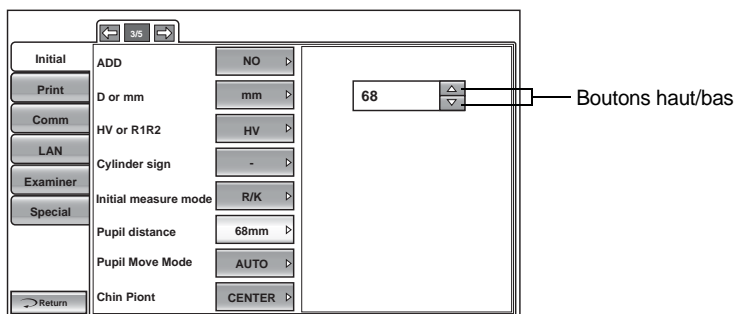 3/5
Initial
Print
Comm
LAN
Examiner
Special
Return
ADD NO
D or mm mm
HV or R1R2 HV
Cylinder sign -
Initial measure mode R/K
Pupil distance 68mm
Pupil Move Mode AUTO
Chin Piont CENTER
68
Boutons haut/bas